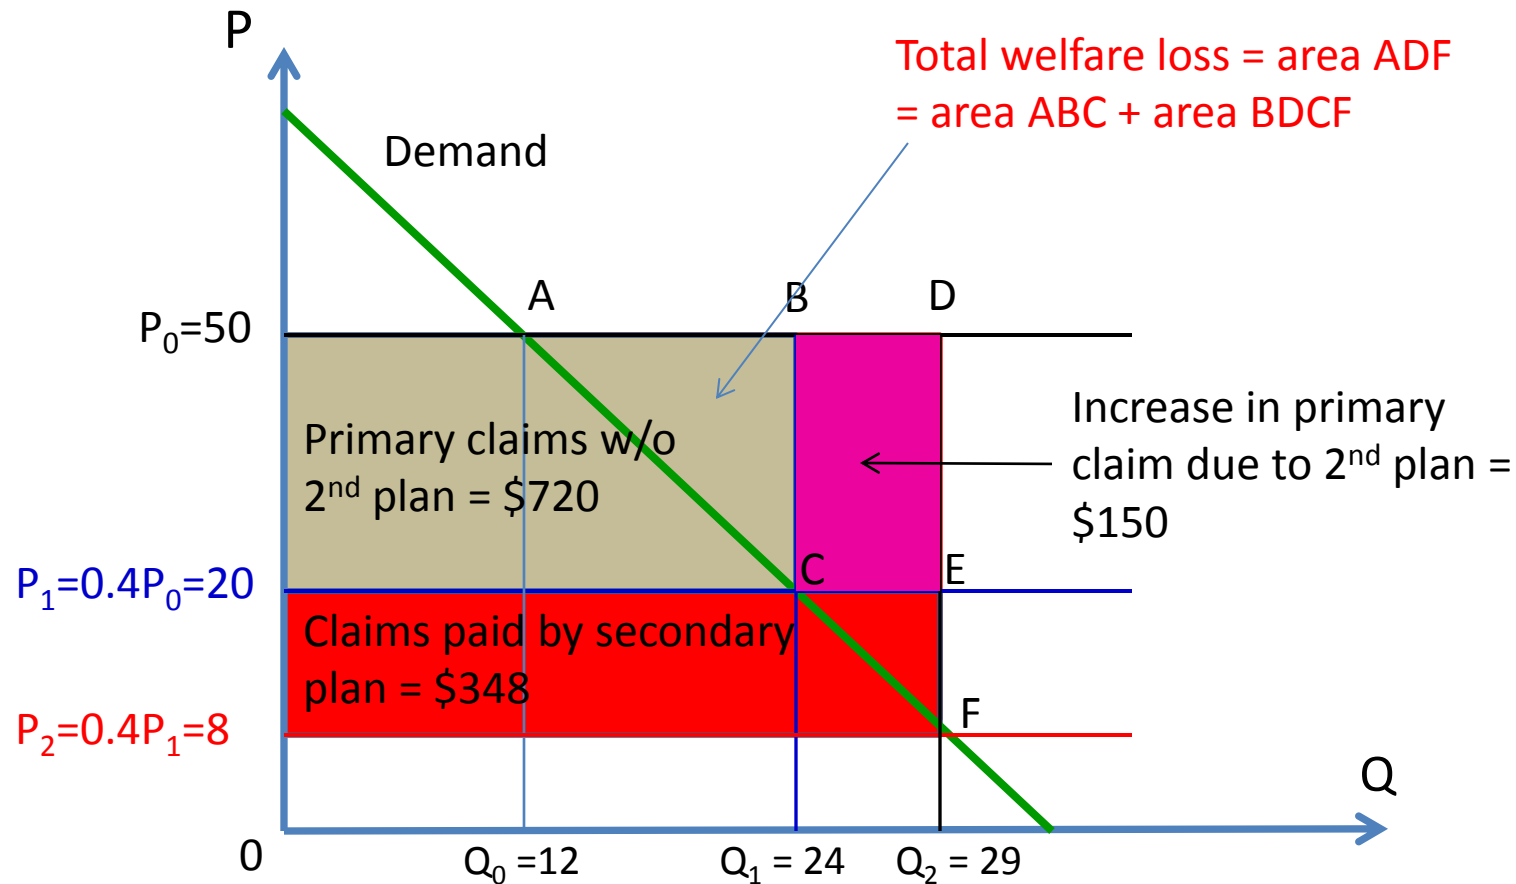 P
Total welfare loss = area ADF
= area ABC + area BDCF
Demand
A
B
D
P₀=50
Primary claims w/o
2ⁿᵈ plan = $720
Increase in primary
claim due to 2ⁿᵈ plan =
$150
C
E
P₁=0.4P₀=20
Claims paid by secondary
plan = $348
F
P₂=0.4P₁=8
Q
0
Q₀ =12
Q₁ = 24
Q₂ = 29